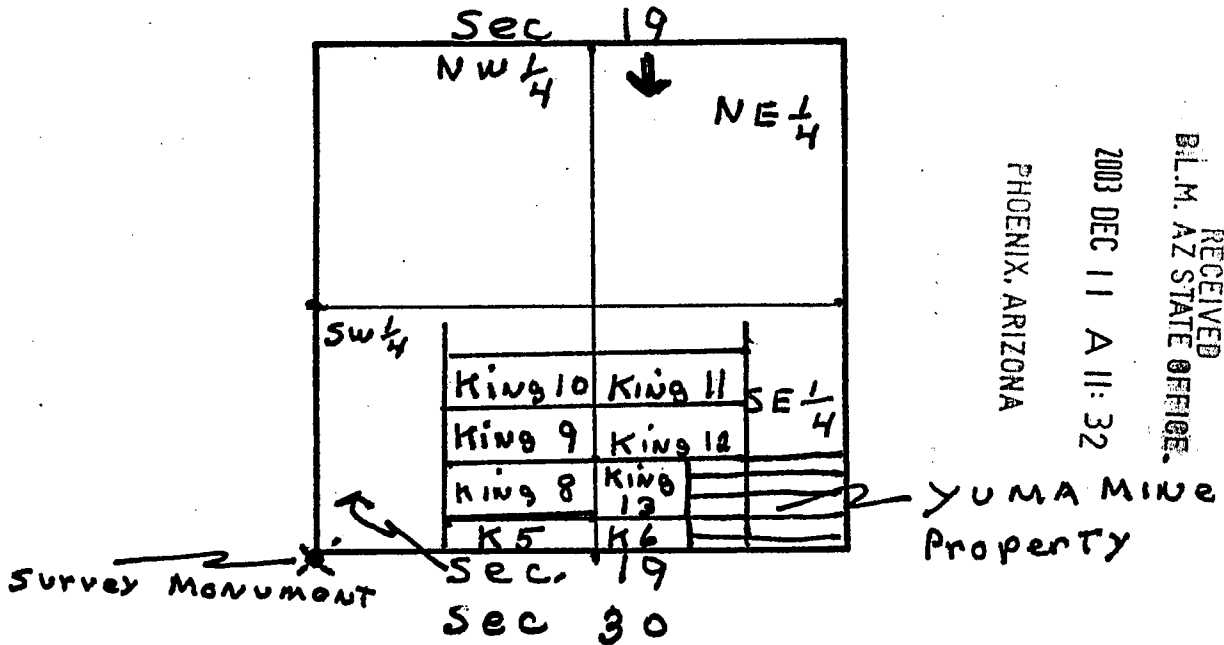 Sec 19
NW 1/4
NE 1/4
SW 1/4
King 10 King 11
SE 1/4
King 9 King 12
King 8 King 13
K5 K6
YUMA MINE
Property
Survey Monument
Sec. 19
Sec 30
RECEIVED
B.L.M. AZ STATE OFFICE.
2003 DEC 11 A 11:32
PHOENIX, ARIZONA